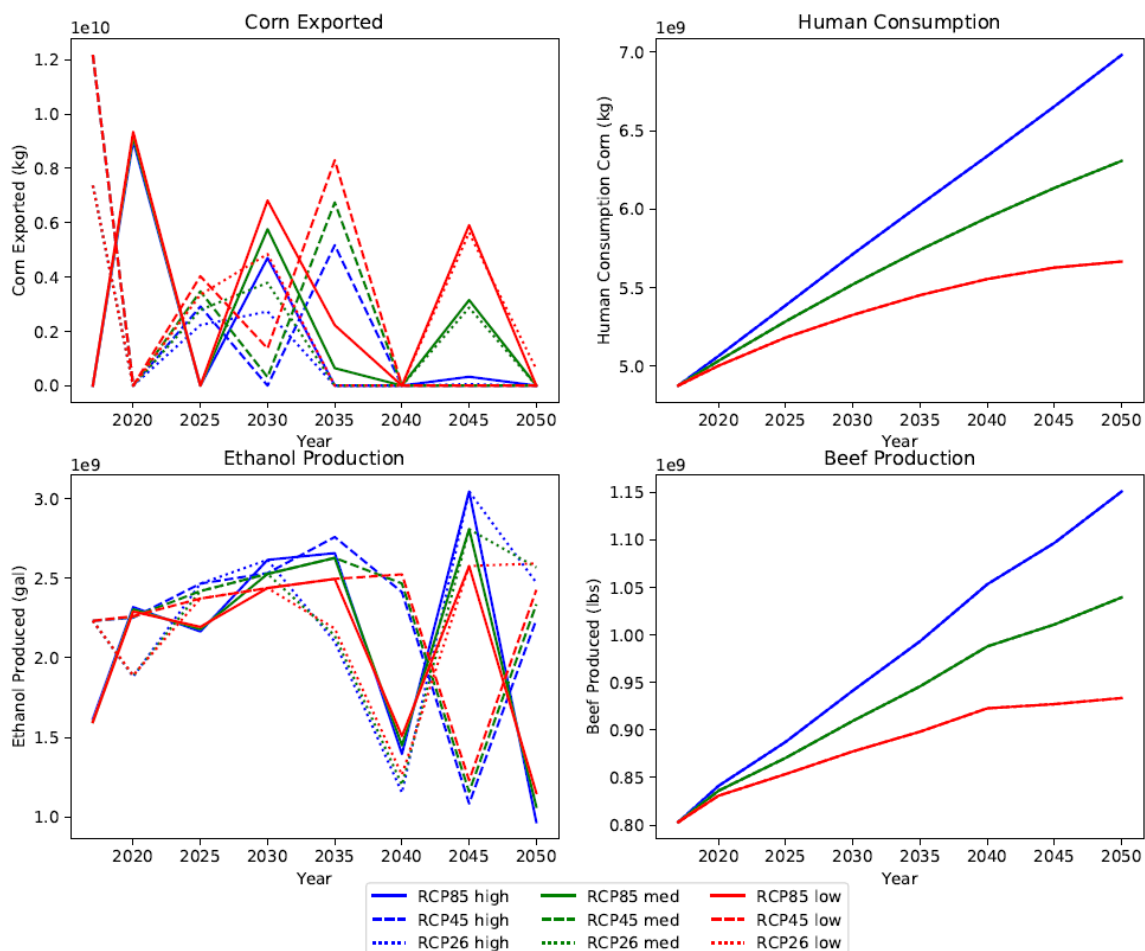 Corn Exported
1e10
Corn Exported (kg)
1.2
1.0
0.8
0.6
0.4
0.2
0.0
2020 2025 2030 2035 2040 2045 2050
Year
Human Consumption
1e9
Human Consumption Corn (kg)
7.0
6.5
6.0
5.5
5.0
2020 2025 2030 2035 2040 2045 2050
Year
Ethanol Production
1e9
Ethanol Produced (gal)
3.0
2.5
2.0
1.5
1.0
2020 2025 2030 2035 2040 2045 2050
Year
Beef Production
1e9
Beef Produced (lbs)
1.15
1.10
1.05
1.00
0.95
0.90
0.85
0.80
2020 2025 2030 2035 2040 2045 2050
Year
RCP85 high RCP85 med RCP85 low
RCP45 high RCP45 med RCP45 low
RCP26 high RCP26 med RCP26 low